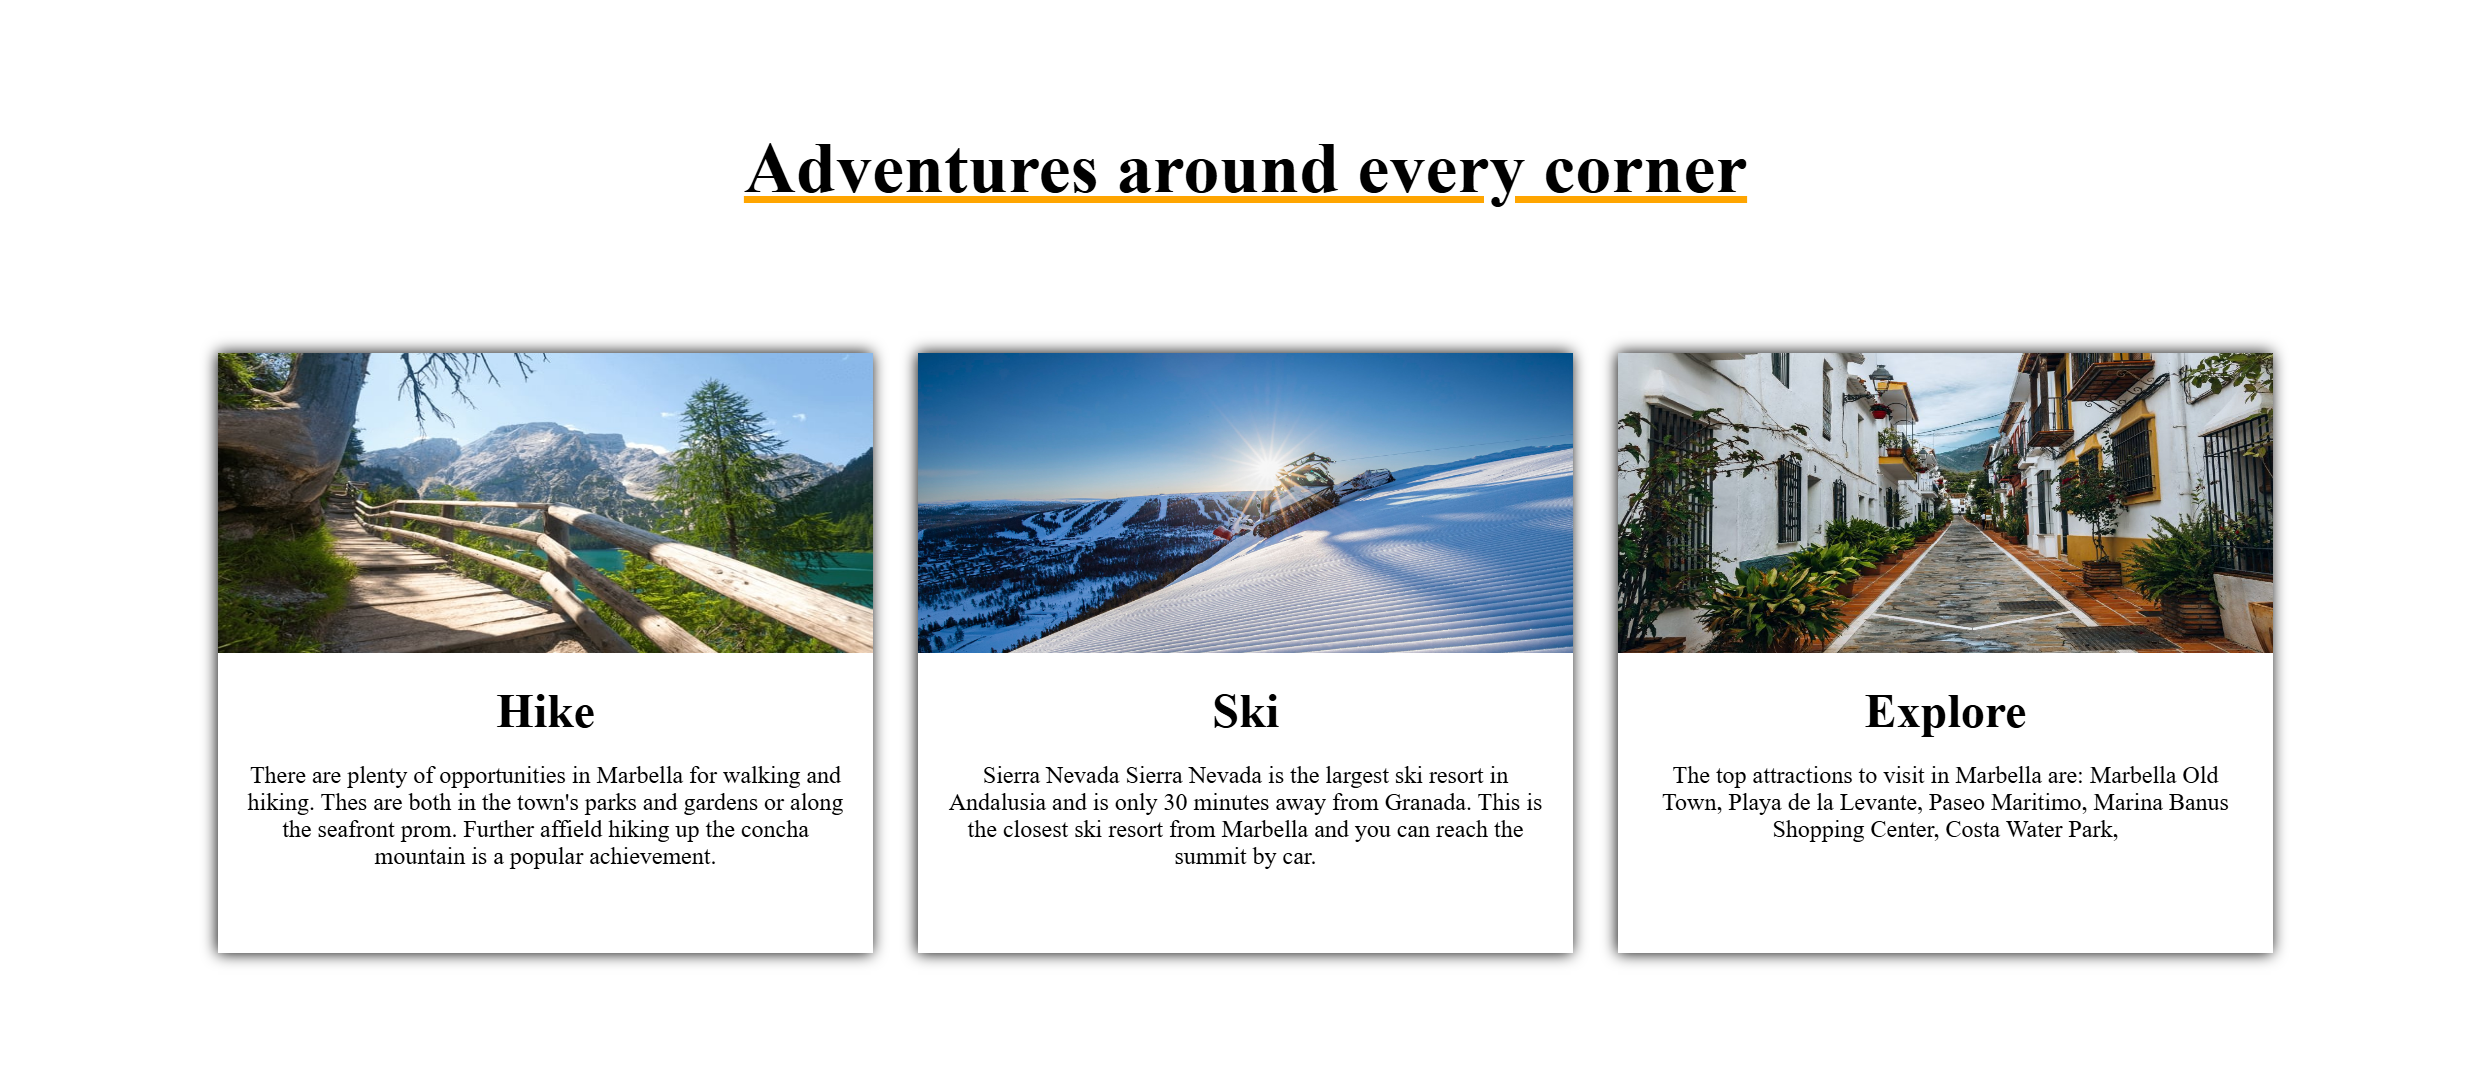 Adventures around every corner
Hike
There are plenty of opportunities in Marbella for walking and
hiking. Thes are both in the town's parks and gardens or along
the seafront prom. Further affield hiking up the concha
mountain is a popular achievement.
Ski
Sierra Nevada Sierra Nevada is the largest ski resort in
Andalusia and is only 30 minutes away from Granada. This is
the closest ski resort from Marbella and you can reach the
summit by car.
Explore
The top attractions to visit in Marbella are: Marbella Old
Town, Playa de la Levante, Paseo Maritimo, Marina Banus
Shopping Center, Costa Water Park,